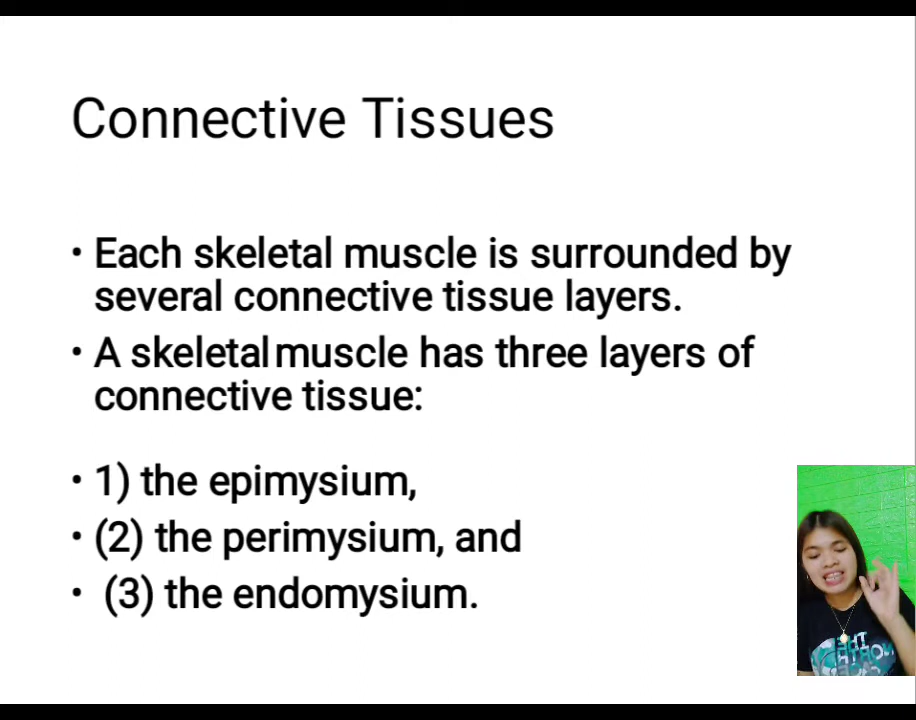 Connective Tissues
• Each skeletal muscle is surrounded by
several connective tissue layers.
• A skeletal muscle has three layers of
connective tissue:
• 1) the epimysium,
• (2) the perimysium, and
• (3) the endomysium.